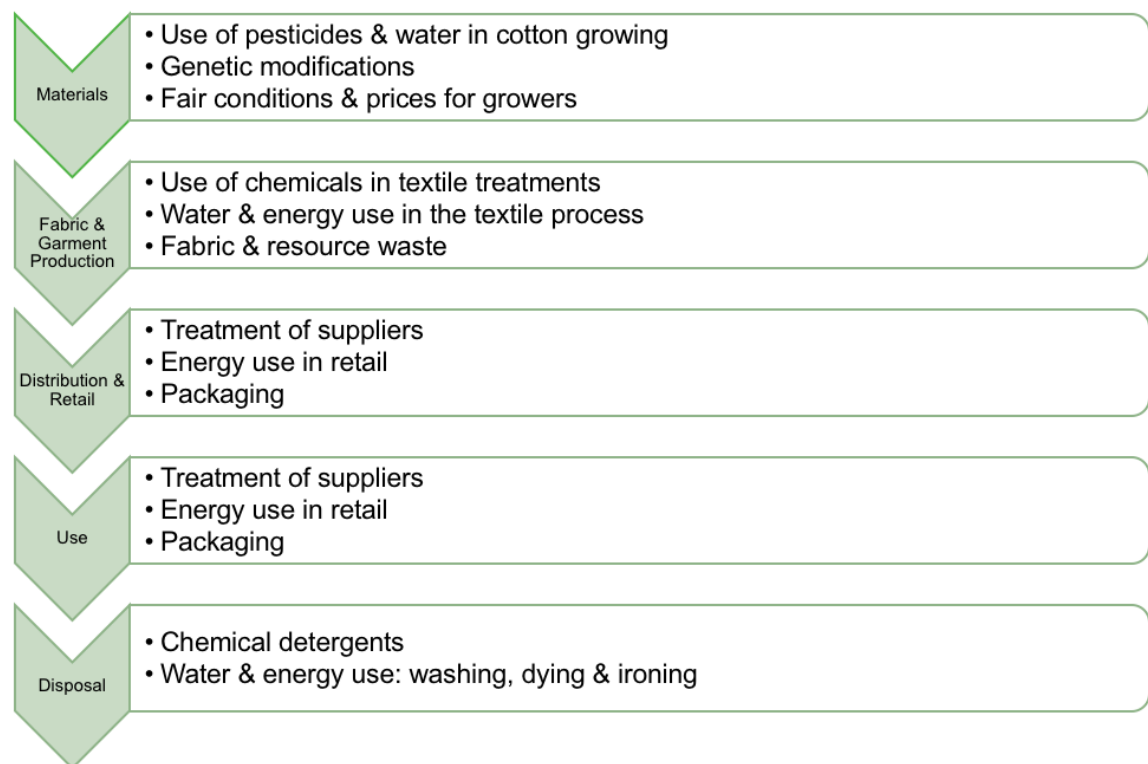 Materials
• Use of pesticides & water in cotton growing
• Genetic modifications
• Fair conditions & prices for growers
Fabric &
Garment
Production
• Use of chemicals in textile treatments
• Water & energy use in the textile process
• Fabric & resource waste
Distribution &
Retail
• Treatment of suppliers
• Energy use in retail
• Packaging
Use
• Treatment of suppliers
• Energy use in retail
• Packaging
Disposal
• Chemical detergents
• Water & energy use: washing, dying & ironing